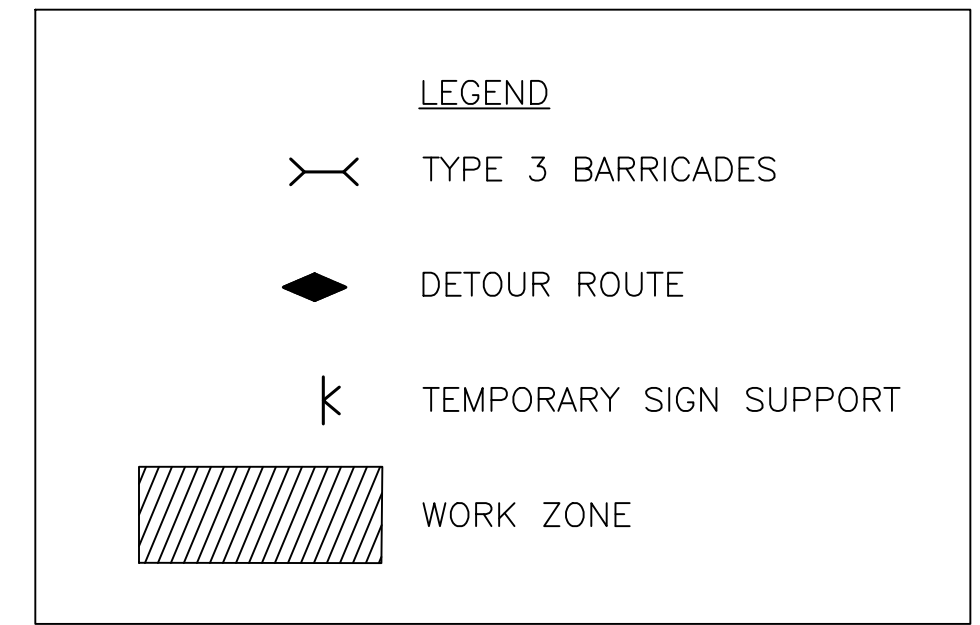 LEGEND
TYPE 3 BARRICADES
DETOUR ROUTE
TEMPORARY SIGN SUPPORT
WORK ZONE